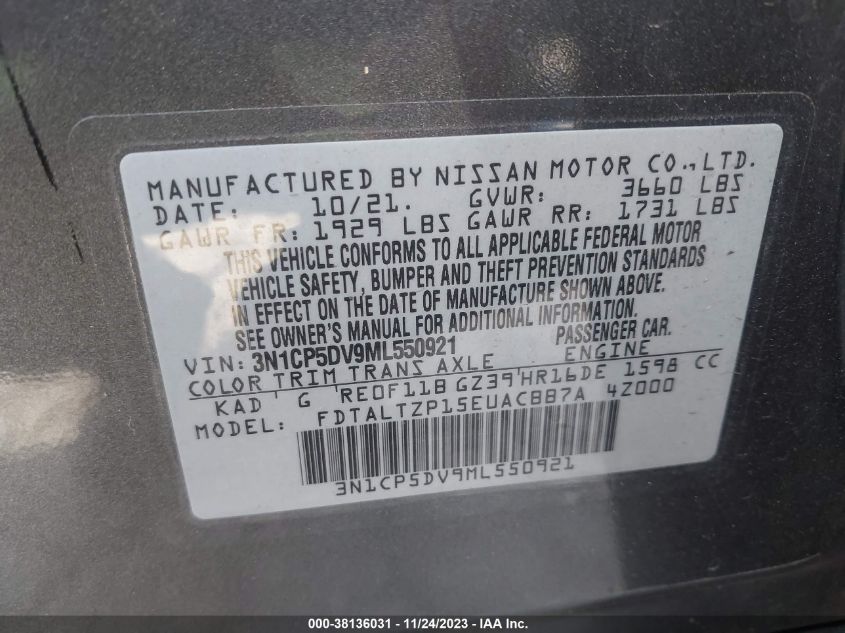 MANUFACTURED BY NISSAN MOTOR CO., LTD.
DATE: 10/21. GVWR: 3660 LBS
GAWR FR: 1929 LBS GAWR RR: 1731 LBS
THIS VEHICLE CONFORMS TO ALL APPLICABLE FEDERAL MOTOR
VEHICLE SAFETY, BUMPER AND THEFT PREVENTION STANDARDS
IN EFFECT ON THE DATE OF MANUFACTURE SHOWN ABOVE.
SEE OWNER'S MANUAL FOR ADDITIONAL INFORMATION.
VIN: 3N1CP5DV9ML550921 PASSENGER CAR.
COLOR TRIM TRANS AXLE ENGINE
KAD G RE0F11B GZ39 HR16DE 1598 CC
MODEL: FDTALTZP15EUACBB7A 4Z000
3N1CP5DV9ML550921
000-38136031 - 11/24/2023 - IAAI Inc.